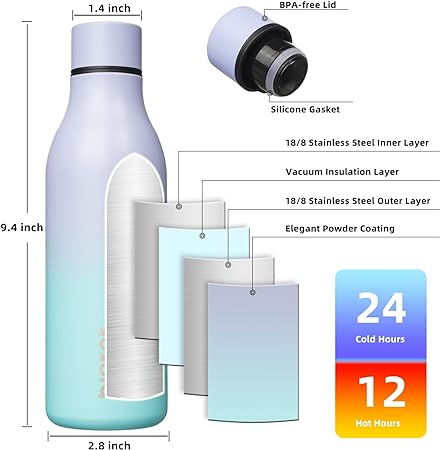 1.4 inch
BPA-free Lid
Silicone Gasket
18/8 Stainless Steel Inner Layer
Vacuum Insulation Layer
18/8 Stainless Steel Outer Layer
Elegant Powder Coating
9.4 inch
24
Cold Hours
12
Hot Hours
2.8 inch